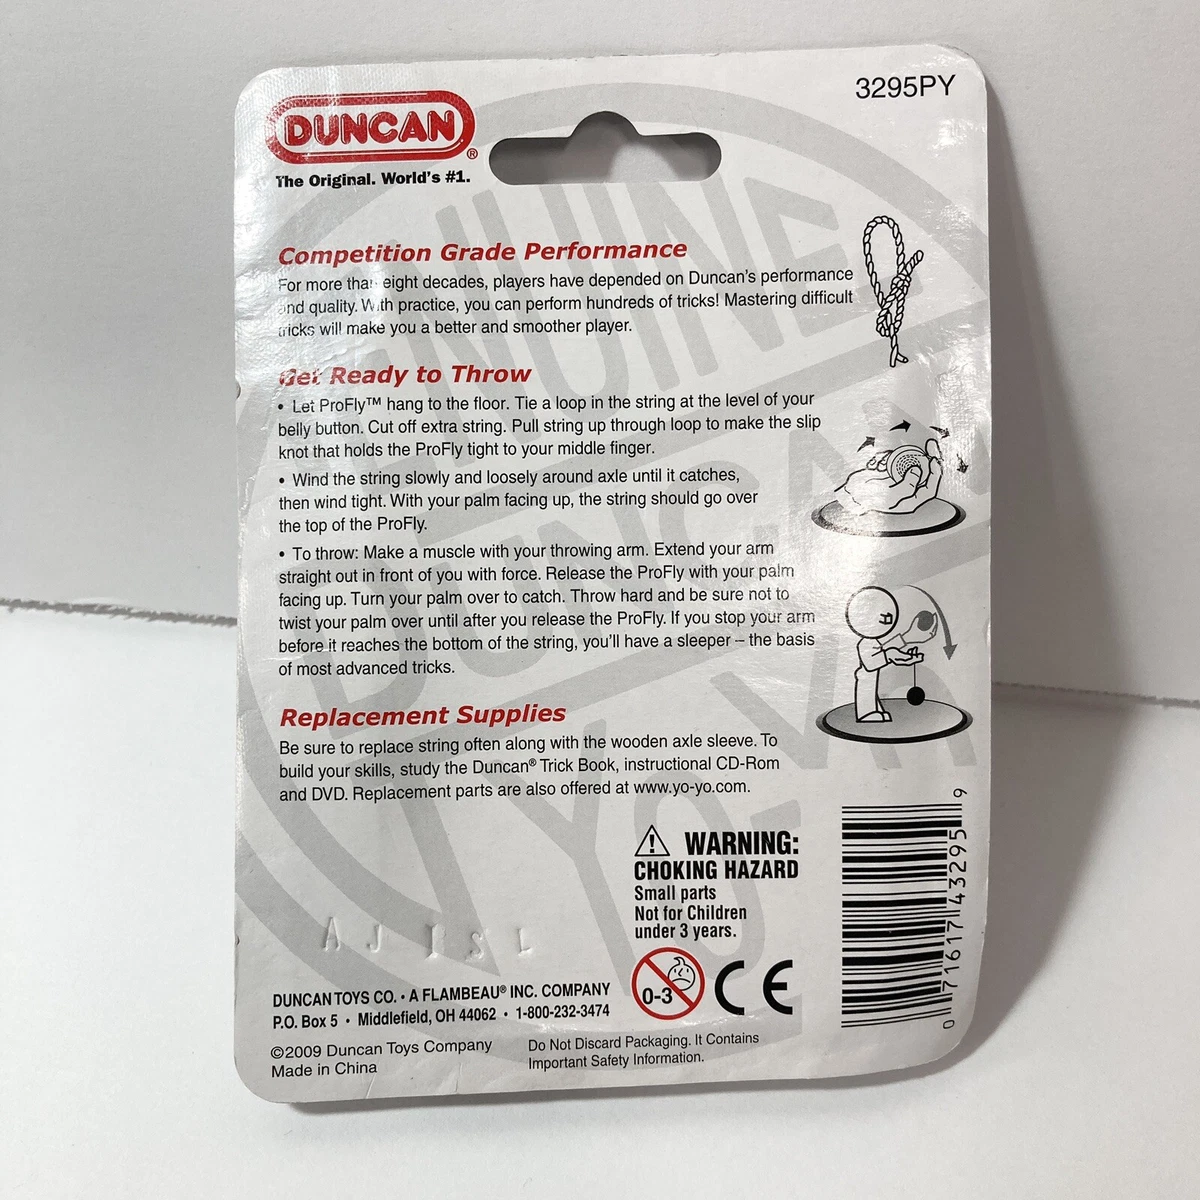 DUNCAN®
The Original. World's #1.
3295PY
Competition Grade Performance
For more than eight decades, players have depended on Duncan's performance
and quality. With practice, you can perform hundreds of tricks! Mastering difficult
tricks will make you a better and smoother player.
Get Ready to Throw
• Let ProFly™ hang to the floor. Tie a loop in the string at the level of your
belly button. Cut off extra string. Pull string up through loop to make the slip
knot that holds the ProFly tight to your middle finger.
• Wind the string slowly and loosely around axle until it catches,
then wind tight. With your palm facing up, the string should go over
the top of the ProFly.
• To throw: Make a muscle with your throwing arm. Extend your arm
straight out in front of you with force. Release the ProFly with your palm
facing up. Turn your palm over to catch. Throw hard and be sure not to
twist your palm over until after you release the ProFly. If you stop your arm
before it reaches the bottom of the string, you'll have a sleeper – the basis
of most advanced tricks.
Replacement Supplies
Be sure to replace string often along with the wooden axle sleeve. To
build your skills, study the Duncan® Trick Book, instructional CD-Rom
and DVD. Replacement parts are also offered at www.yo-yo.com.
WARNING:
CHOKING HAZARD
Small parts
Not for Children
under 3 years.
0-3
CE
0 71617 43295 9
DUNCAN TOYS CO. • A FLAMBEAU® INC. COMPANY
P.O. Box 5 • Middlefield, OH 44062 • 1-800-232-3474
©2009 Duncan Toys Company
Made in China
Do Not Discard Packaging. It Contains
Important Safety Information.
GENUINE
DUNCAN
YO-YO